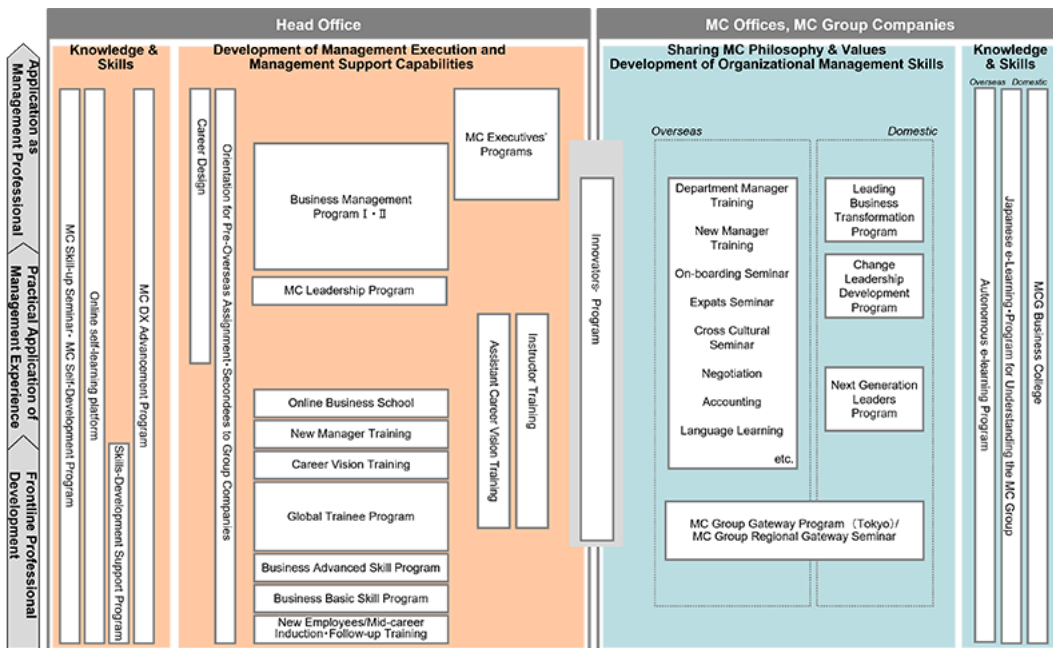 Head Office
MC Offices, MC Group Companies
Application as
Management Professional
Practical Application of
Management Experience
Frontline Professional
Development
Knowledge &
Skills
MC Skill-up Seminar・MC Self-Development Program
Online self-learning platform
Skills-Development Support Program
MC DX Advancement Program
Development of Management Execution and
Management Support Capabilities
Career Design
Orientation for Pre-Overseas Assignment・Secondees to Group Companies
MC Executives'
Programs
Business Management
Program Ⅰ・Ⅱ
MC Leadership Program
Assistant Career Vision Training
Instructor Training
Online Business School
New Manager Training
Career Vision Training
Global Trainee Program
Business Advanced Skill Program
Business Basic Skill Program
New Employees/Mid-career
Induction・Follow-up Training
Innovators・ Program
Sharing MC Philosophy & Values
Development of Organizational Management Skills
Overseas
Domestic
Department Manager
Training
New Manager
Training
On-boarding Seminar
Expats Seminar
Cross Cultural
Seminar
Negotiation
Accounting
Language Learning
etc.
Leading
Business
Transformation
Program
Change
Leadership
Development
Program
Next Generation
Leaders
Program
MC Group Gateway Program (Tokyo)/
MC Group Regional Gateway Seminar
Knowledge
& Skills
Overseas
Domestic
Autonomous e-learning Program
Japanese e-Learning・Program for Understanding the MC Group
MCG Business College